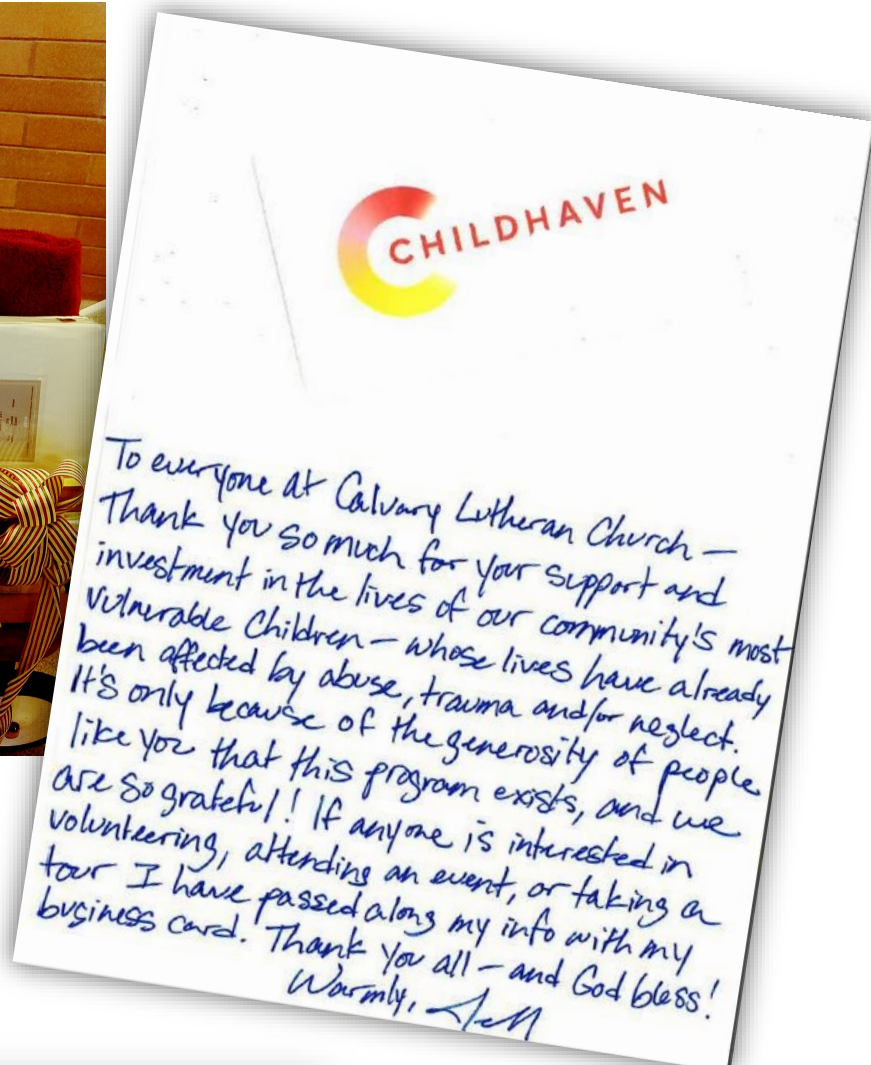 CHILDHAVEN
To everyone at Calvary Lutheran Church —
Thank you so much for your support and
investment in the lives of our community's most
vulnerable children — whose lives have already
been affected by abuse, trauma and/or neglect.
It's only because of the generosity of people
like you that this program exists, and we
are so grateful! If anyone is interested in
volunteering, attending an event, or taking a
tour I have passed along my info with my
business card. Thank you all — and God bless!
Warmly,